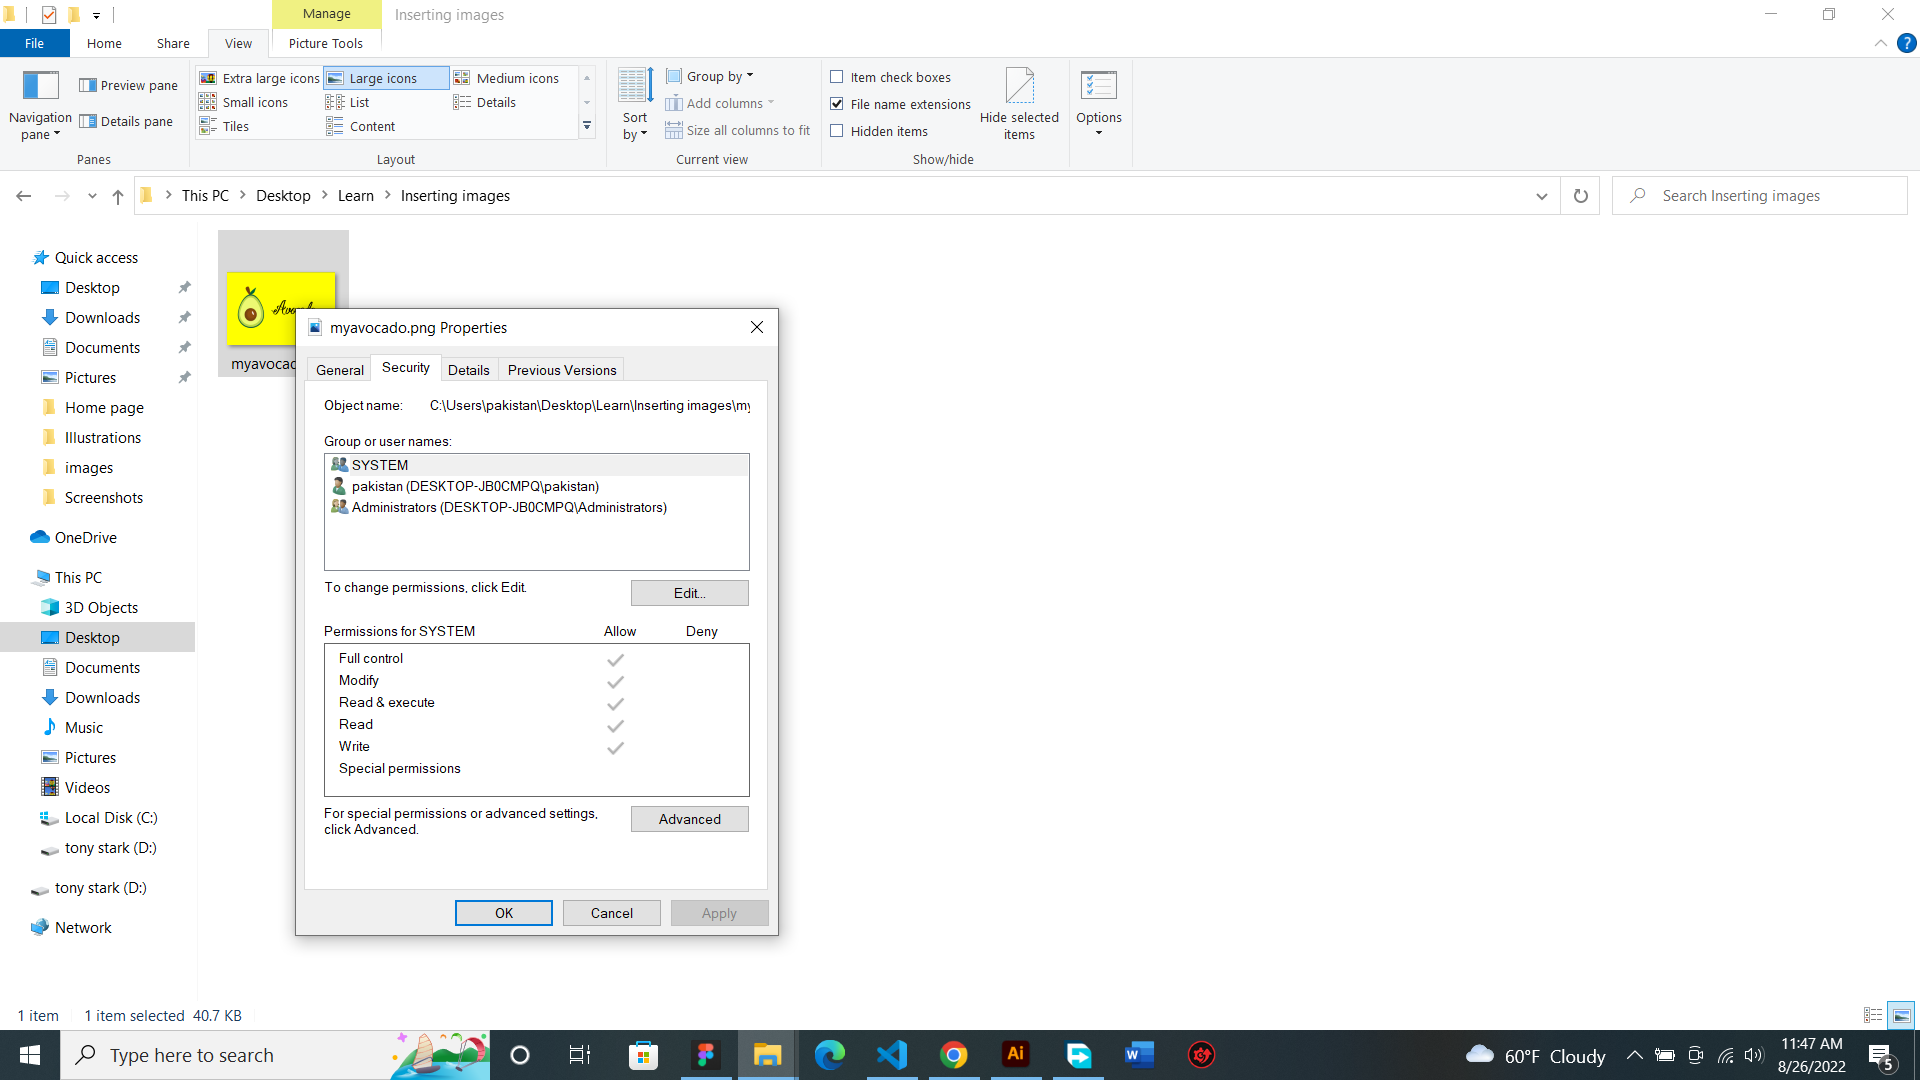 Manage
Inserting images
File
Home
Share
View
Picture Tools
?
Navigation pane
Preview pane
Details pane
Panes
Extra large icons
Large icons
Medium icons
Small icons
List
Details
Tiles
Content
Layout
Sort by
Group by
Add columns
Size all columns to fit
Current view
Item check boxes
File name extensions
Hidden items
Hide selected items
Show/hide
Options
This PC
Desktop
Learn
Inserting images
Search Inserting images
Quick access
Desktop
Downloads
Documents
Pictures
Home page
Illustrations
images
Screenshots
OneDrive
This PC
3D Objects
Desktop
Documents
Downloads
Music
Pictures
Videos
Local Disk (C:)
tony stark (D:)
tony stark (D:)
Network
myavocado.png Properties
General
Security
Details
Previous Versions
Object name: C:\Users\pakistan\Desktop\Learn\Inserting images\my
Group or user names:
SYSTEM
pakistan (DESKTOP-JB0CMPQ\pakistan)
Administrators (DESKTOP-JB0CMPQ\Administrators)
To change permissions, click Edit.
Edit...
Permissions for SYSTEM Allow Deny
Full control
Modify
Read & execute
Read
Write
Special permissions
For special permissions or advanced settings,
click Advanced.
Advanced
OK
Cancel
Apply
1 item
1 item selected 40.7 KB
Type here to search
Ai
W
60°F Cloudy
11:47 AM
8/26/2022
5